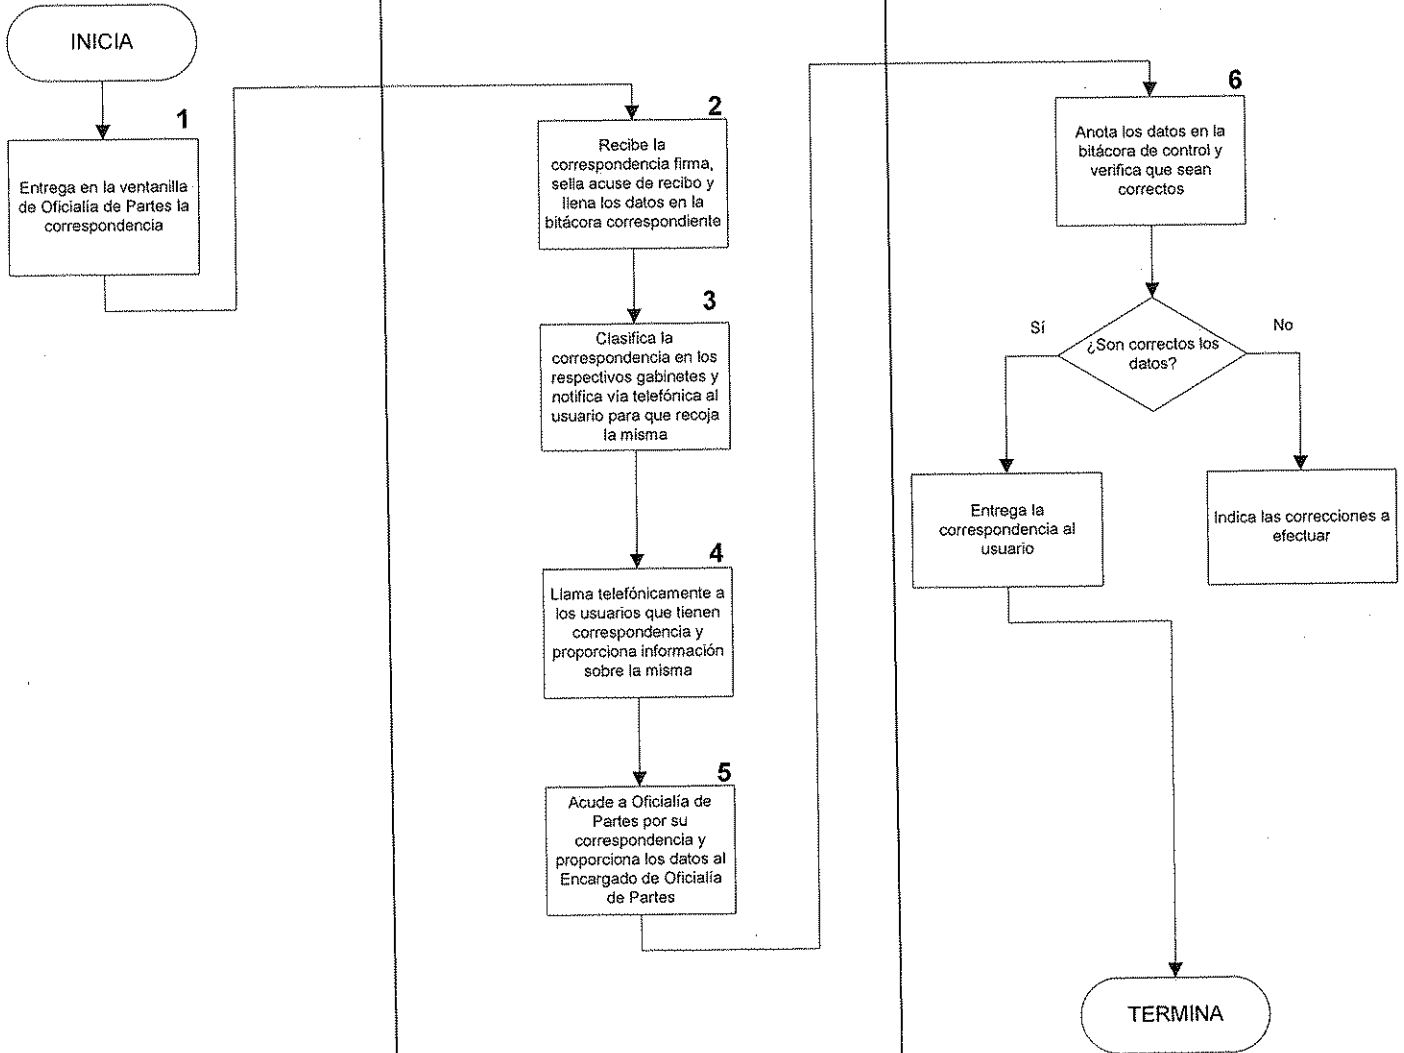 INICIA
1
Entrega en la ventanilla
de Oficialía de Partes la
correspondencia
2
Recibe la
correspondencia firma,
sella acuse de recibo y
llena los datos en la
bitácora correspondiente
3
Clasifica la
correspondencia en los
respectivos gabinetes y
notifica vía telefónica al
usuario para que recoja
la misma
4
Llama telefónicamente a
los usuarios que tienen
correspondencia y
proporciona información
sobre la misma
5
Acude a Oficialía de
Partes por su
correspondencia y
proporciona los datos al
Encargado de Oficialía
de Partes
6
Anota los datos en la
bitácora de control y
verifica que sean
correctos
¿Son correctos los
datos?
Sí
No
Entrega la
correspondencia al
usuario
Indica las correcciones a
efectuar
TERMINA